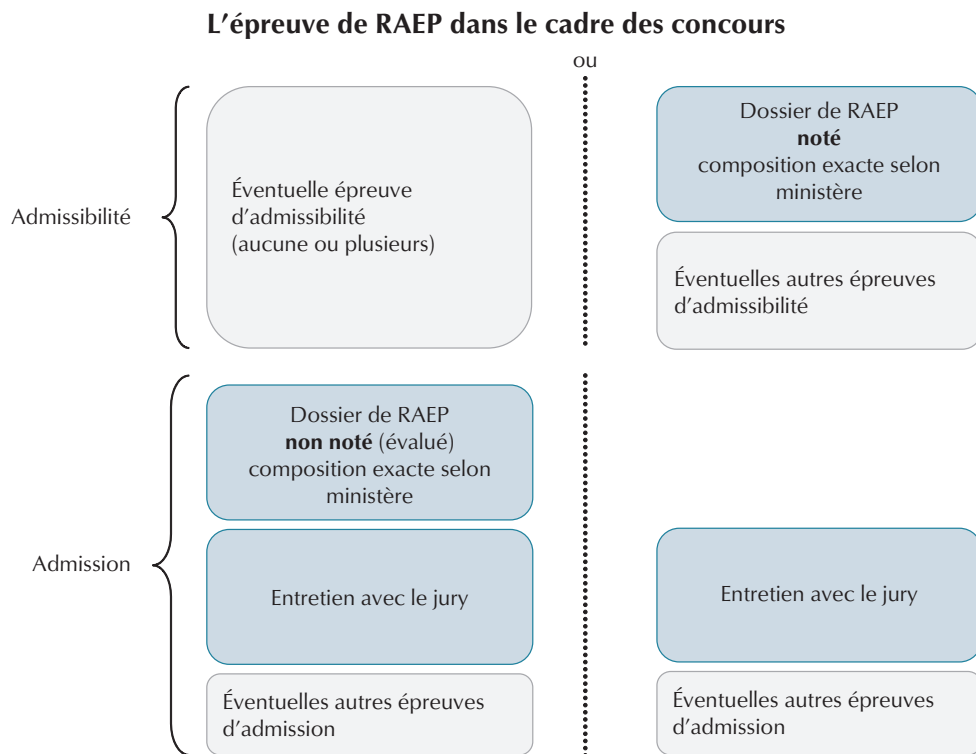 L'épreuve de RAEP dans le cadre des concours
ou
Admissibilité
Éventuelle épreuve
d'admissibilité
(aucune ou plusieurs)
Dossier de RAEP
noté
composition exacte selon
ministère
Éventuelles autres épreuves
d'admissibilité
Admission
Dossier de RAEP
non noté (évalué)
composition exacte selon
ministère
Entretien avec le jury
Éventuelles autres épreuves
d'admission
Entretien avec le jury
Éventuelles autres épreuves
d'admission